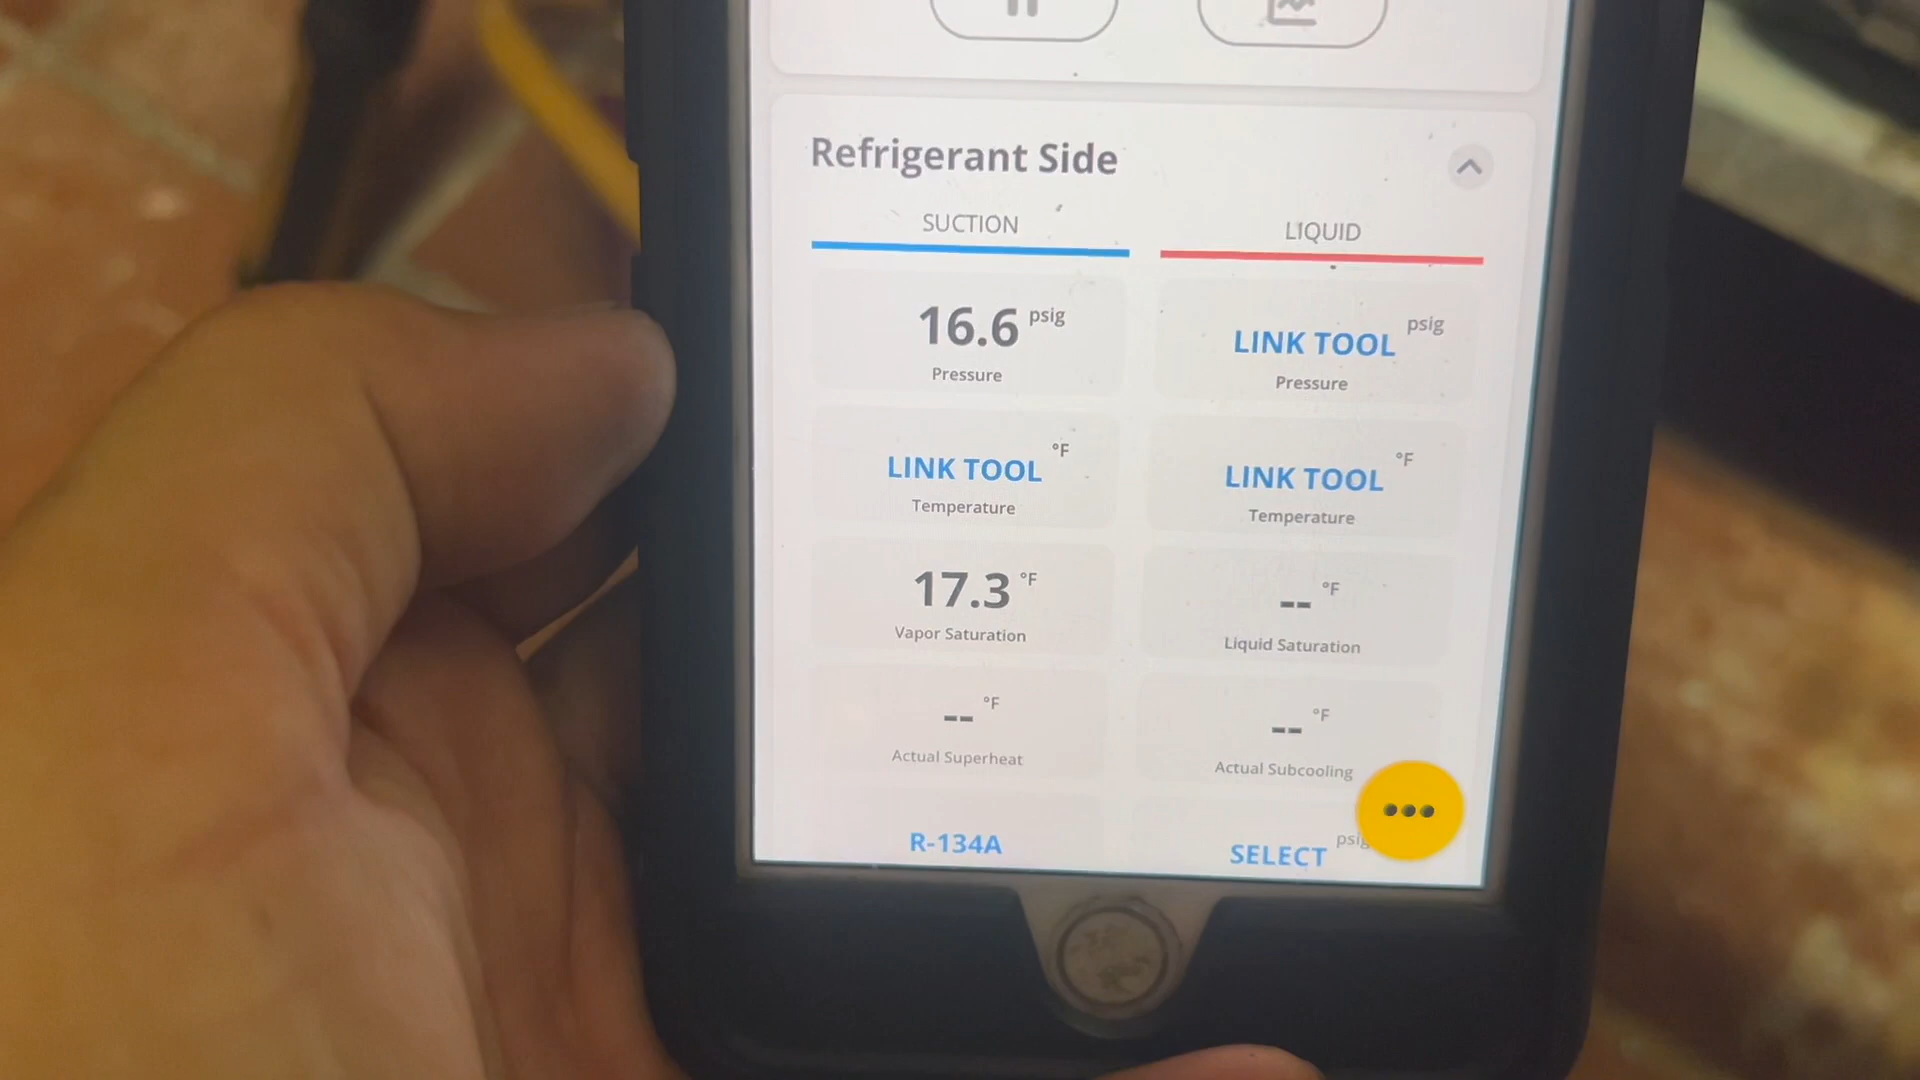 Refrigerant Side
SUCTION
LIQUID
16.6 psig
Pressure
LINK TOOL psig
Pressure
LINK TOOL °F
Temperature
LINK TOOL °F
Temperature
17.3 °F
Vapor Saturation
-- °F
Liquid Saturation
-- °F
Actual Superheat
-- °F
Actual Subcooling
R-134A
SELECT psig